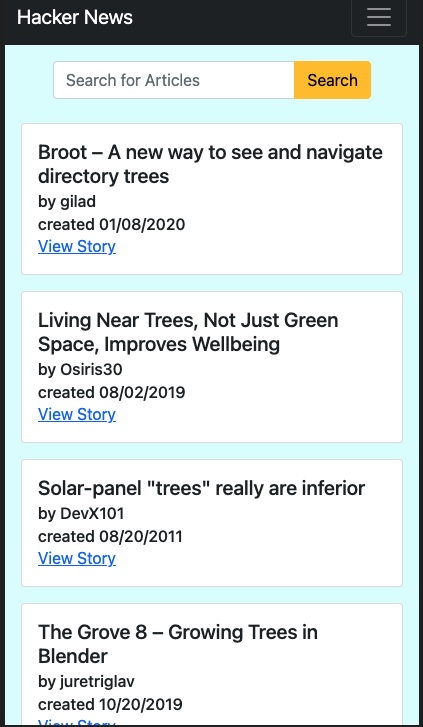 Hacker News
Search for Articles
Search
Broot – A new way to see and navigate
directory trees
by gilad
created 01/08/2020
View Story
Living Near Trees, Not Just Green
Space, Improves Wellbeing
by Osiris30
created 08/02/2019
View Story
Solar-panel "trees" really are inferior
by DevX101
created 08/20/2011
View Story
The Grove 8 – Growing Trees in
Blender
by juretriglav
created 10/20/2019
View Story